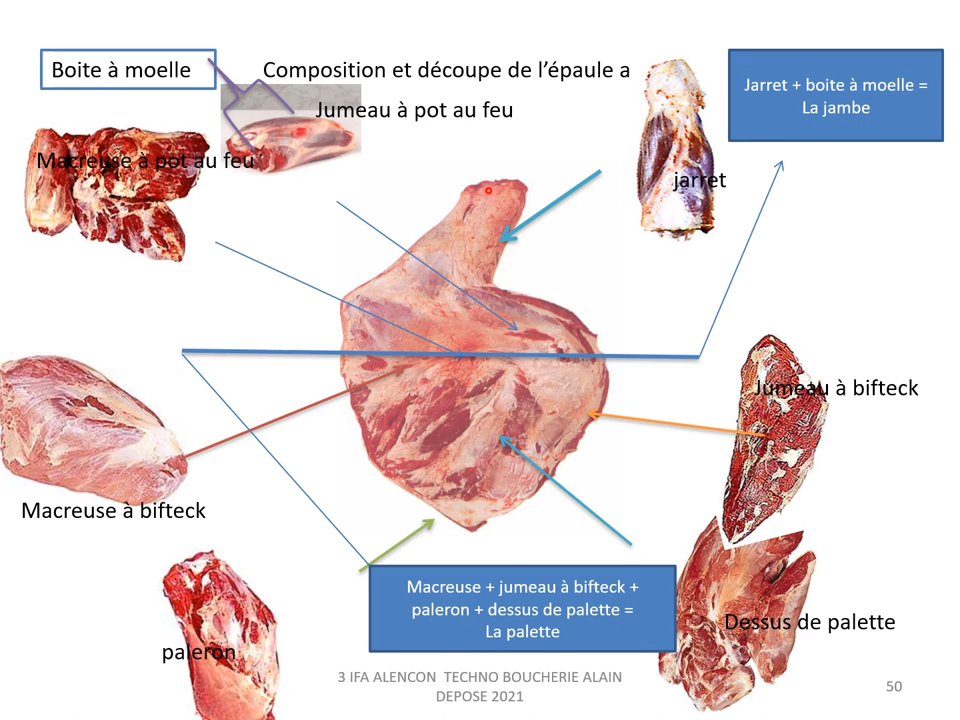 Boite à moelle
Composition et découpe de l’épaule a
Jumeau à pot au feu
Jarret + boite à moelle =
La jambe
Macreuse à pot au feu
jarret
Jumeau à bifteck
Macreuse à bifteck
Macreuse + jumeau à bifteck +
paleron + dessus de palette =
La palette
Dessus de palette
paleron
3 IFA ALENCON TECHNO BOUCHERIE ALAIN
DEPOSE 2021
50